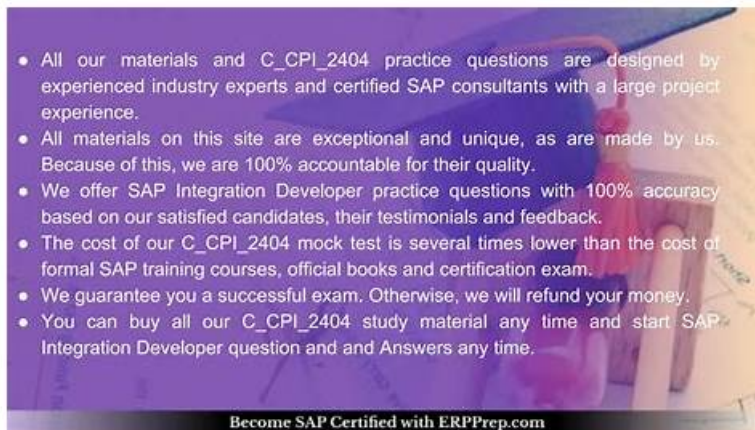 ● All our materials and C_CPI_2404 practice questions are designed by
experienced industry experts and certified SAP consultants with a large project
experience.
● All materials on this site are exceptional and unique, as are made by us.
Because of this, we are 100% accountable for their quality.
● We offer SAP Integration Developer practice questions with 100% accuracy
based on our satisfied candidates, their testimonials and feedback.
● The cost of our C_CPI_2404 mock test is several times lower than the cost of
formal SAP training courses, official books and certification exam.
● We guarantee you a successful exam. Otherwise, we will refund your money.
● You can buy all our C_CPI_2404 study material any time and start SAP
Integration Developer question and and Answers any time.
Become SAP Certified with ERPPrep.com